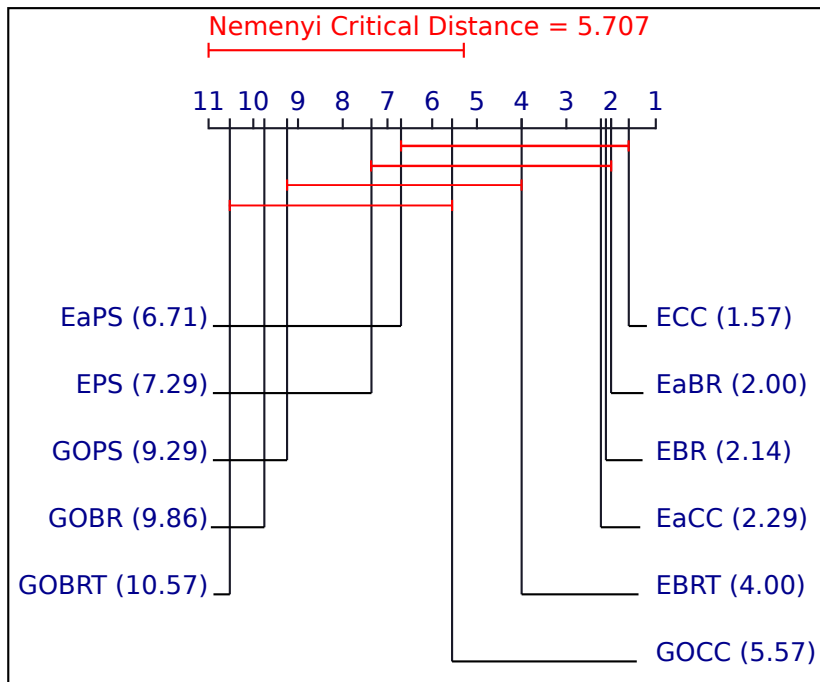 Nemenyi Critical Distance = 5.707
11 10 9 8 7 6 5 4 3 2 1
EaPS (6.71) ECC (1.57)
EPS (7.29) EaBR (2.00)
GOPS (9.29) EBR (2.14)
GOBR (9.86) EaCC (2.29)
GOBRT (10.57) EBRT (4.00)
GOCC (5.57)